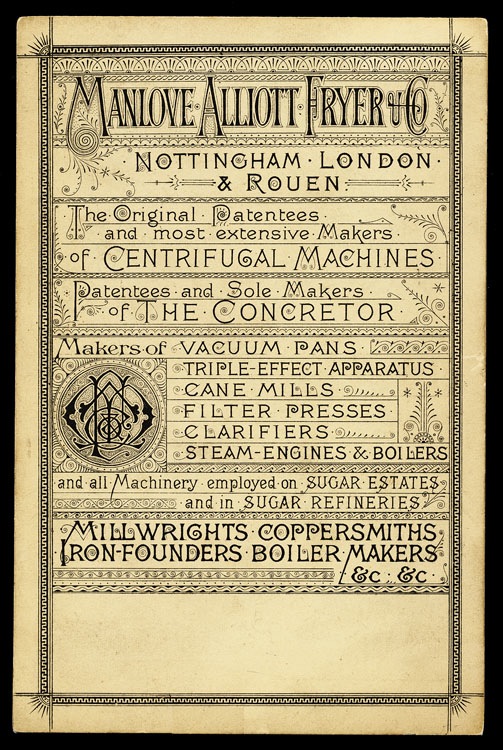 MANLOVE · ALLIOTT · FRYER & CO
· NOTTINGHAM · LONDON ·
& ROUEN
The Original · Patentees ·
and most extensive Makers
of CENTRIFUGAL · MACHINES
Patentees and Sole Makers
of THE · CONCRETOR
Makers of VACUUM PANS ·
TRIPLE-EFFECT APPARATUS ·
CANE · MILLS ·
FILTER · PRESSES
CLARIFIERS ·
STEAM-ENGINES & BOILERS
and all Machinery employed on SUGAR ESTATES
and in SUGAR REFINERIES
MILLWRIGHTS · COPPERSMITHS
IRON-FOUNDERS · BOILER MAKERS
&c : &c ·